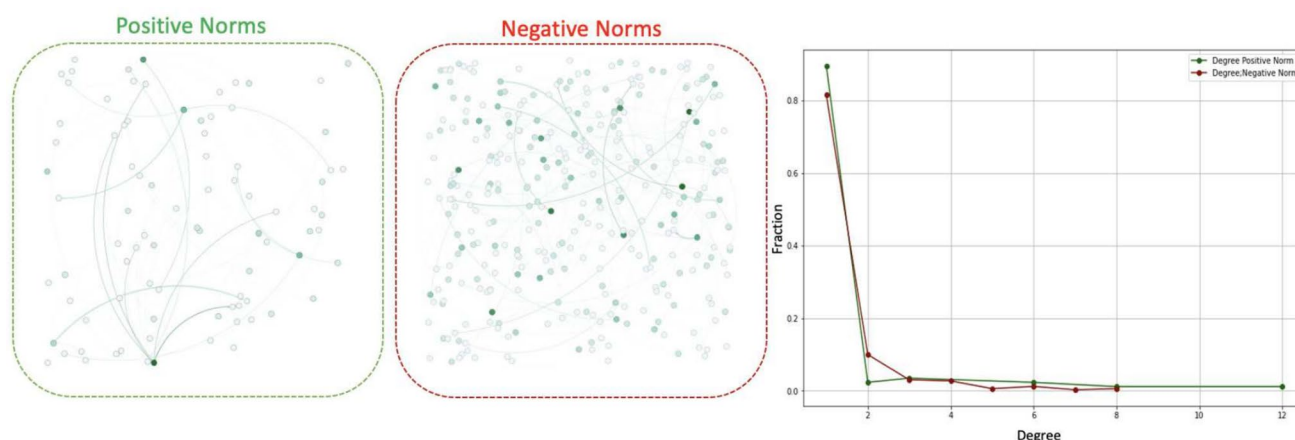 Positive Norms
Negative Norms
Degree Positive Norm
Degree;Negative Norm
Fraction
0.8
0.6
0.4
0.2
0.0
2
4
6
8
10
12
Degree